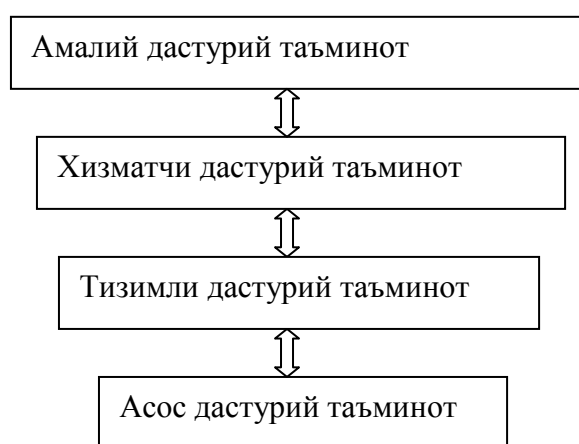 Амалий дастурий таъминот
Хизматчи дастурий таъминот
Тизимли дастурий таъминот
Асос дастурий таъминот